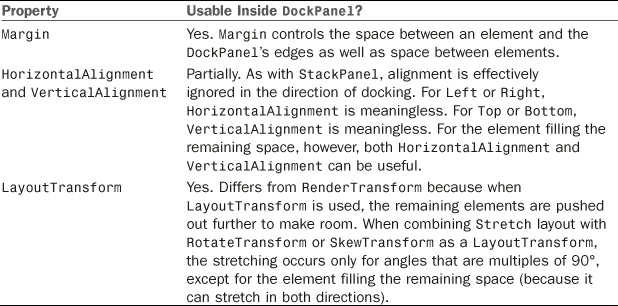 Property Usable Inside DockPanel?
Margin Yes. Margin controls the space between an element and the
DockPanel's edges as well as space between elements.
HorizontalAlignment Partially. As with StackPanel, alignment is effectively
and VerticalAlignment ignored in the direction of docking. For Left or Right,
HorizontalAlignment is meaningless. For Top or Bottom,
VerticalAlignment is meaningless. For the element filling the
remaining space, however, both HorizontalAlignment and
VerticalAlignment can be useful.
LayoutTransform Yes. Differs from RenderTransform because when
LayoutTransform is used, the remaining elements are pushed
out further to make room. When combining Stretch layout with
RotateTransform or SkewTransform as a LayoutTransform,
the stretching occurs only for angles that are multiples of 90°,
except for the element filling the remaining space (because it
can stretch in both directions).